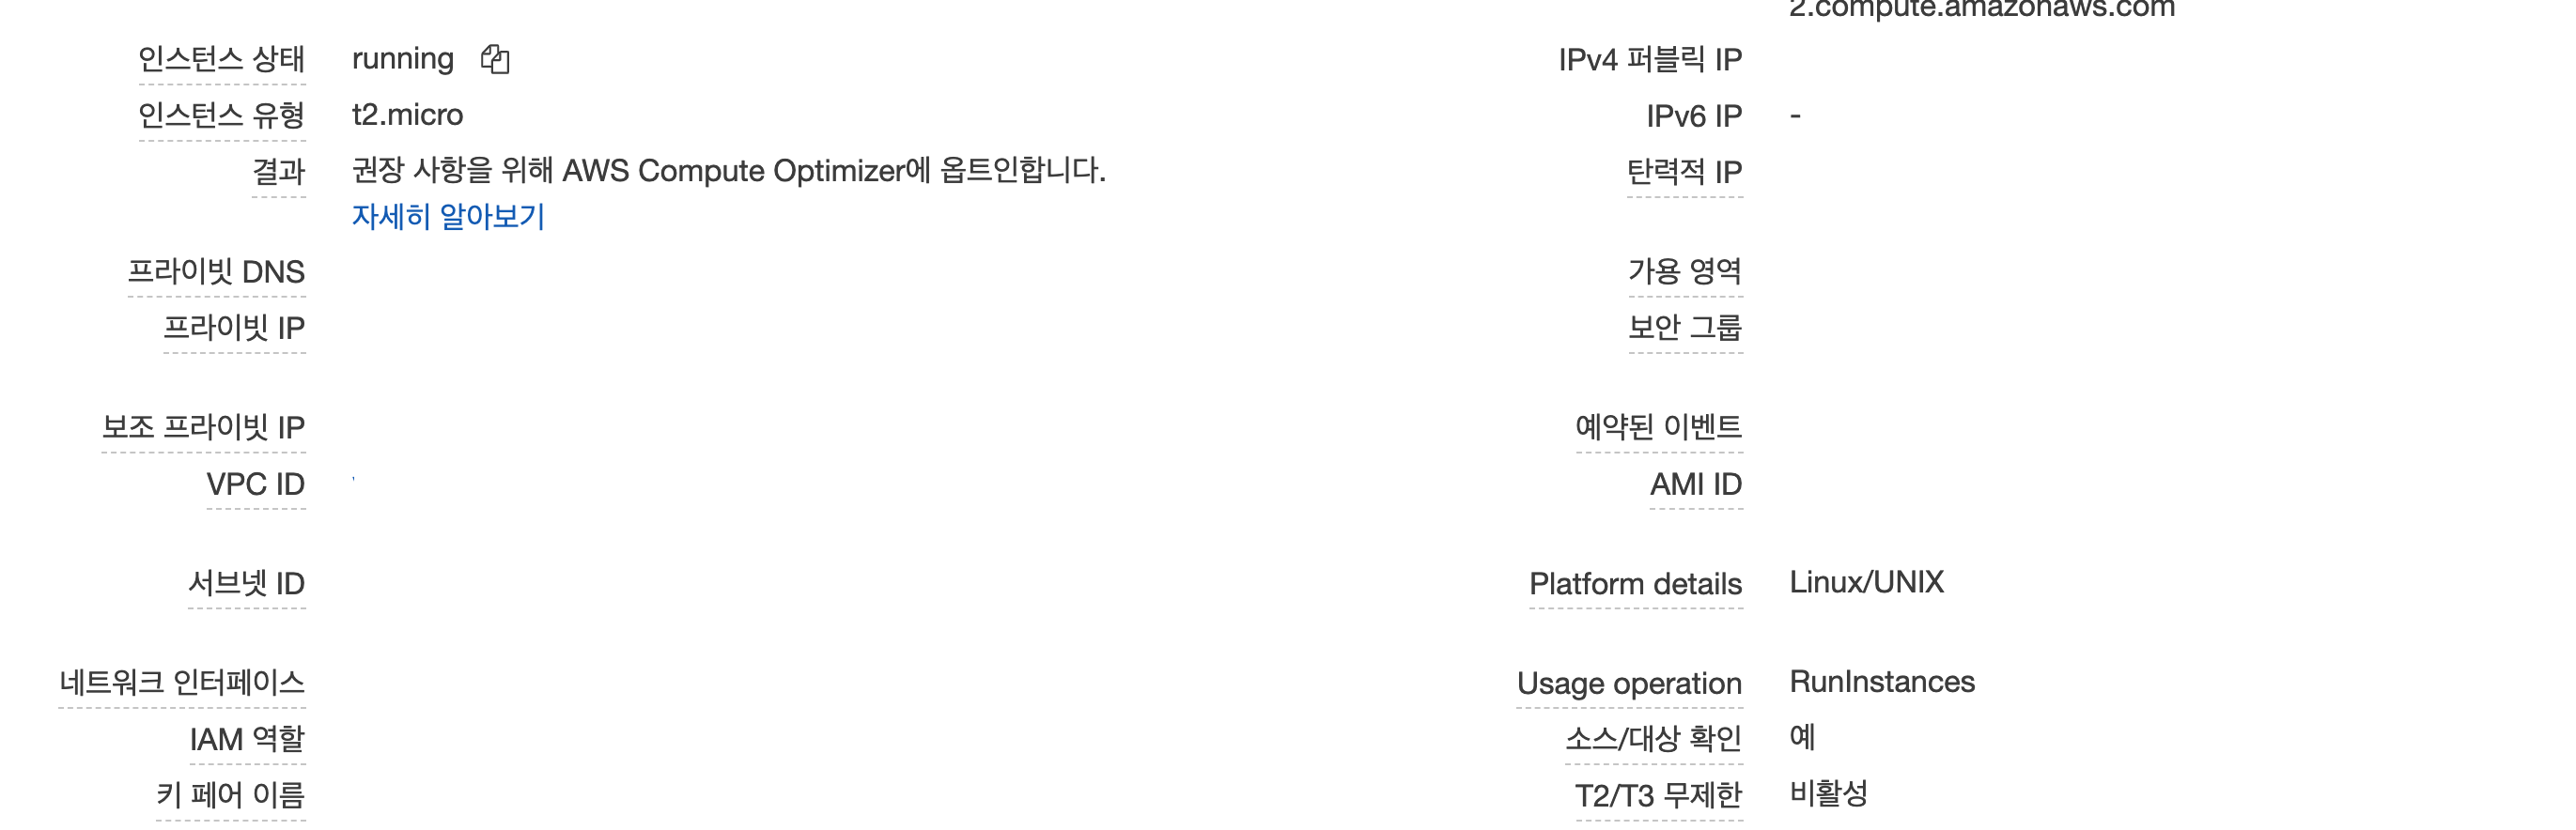 2.compute.amazonaws.com
인스턴스 상태 running
IPv4 퍼블릭 IP
인스턴스 유형 t2.micro
IPv6 IP -
결과 권장 사항을 위해 AWS Compute Optimizer에 옵트인합니다.
자세히 알아보기
탄력적 IP
프라이빗 DNS
가용 영역
프라이빗 IP
보안 그룹
보조 프라이빗 IP
예약된 이벤트
VPC ID
AMI ID
서브넷 ID
Platform details Linux/UNIX
네트워크 인터페이스
Usage operation RunInstances
IAM 역할
소스/대상 확인 예
키 페어 이름
T2/T3 무제한 비활성